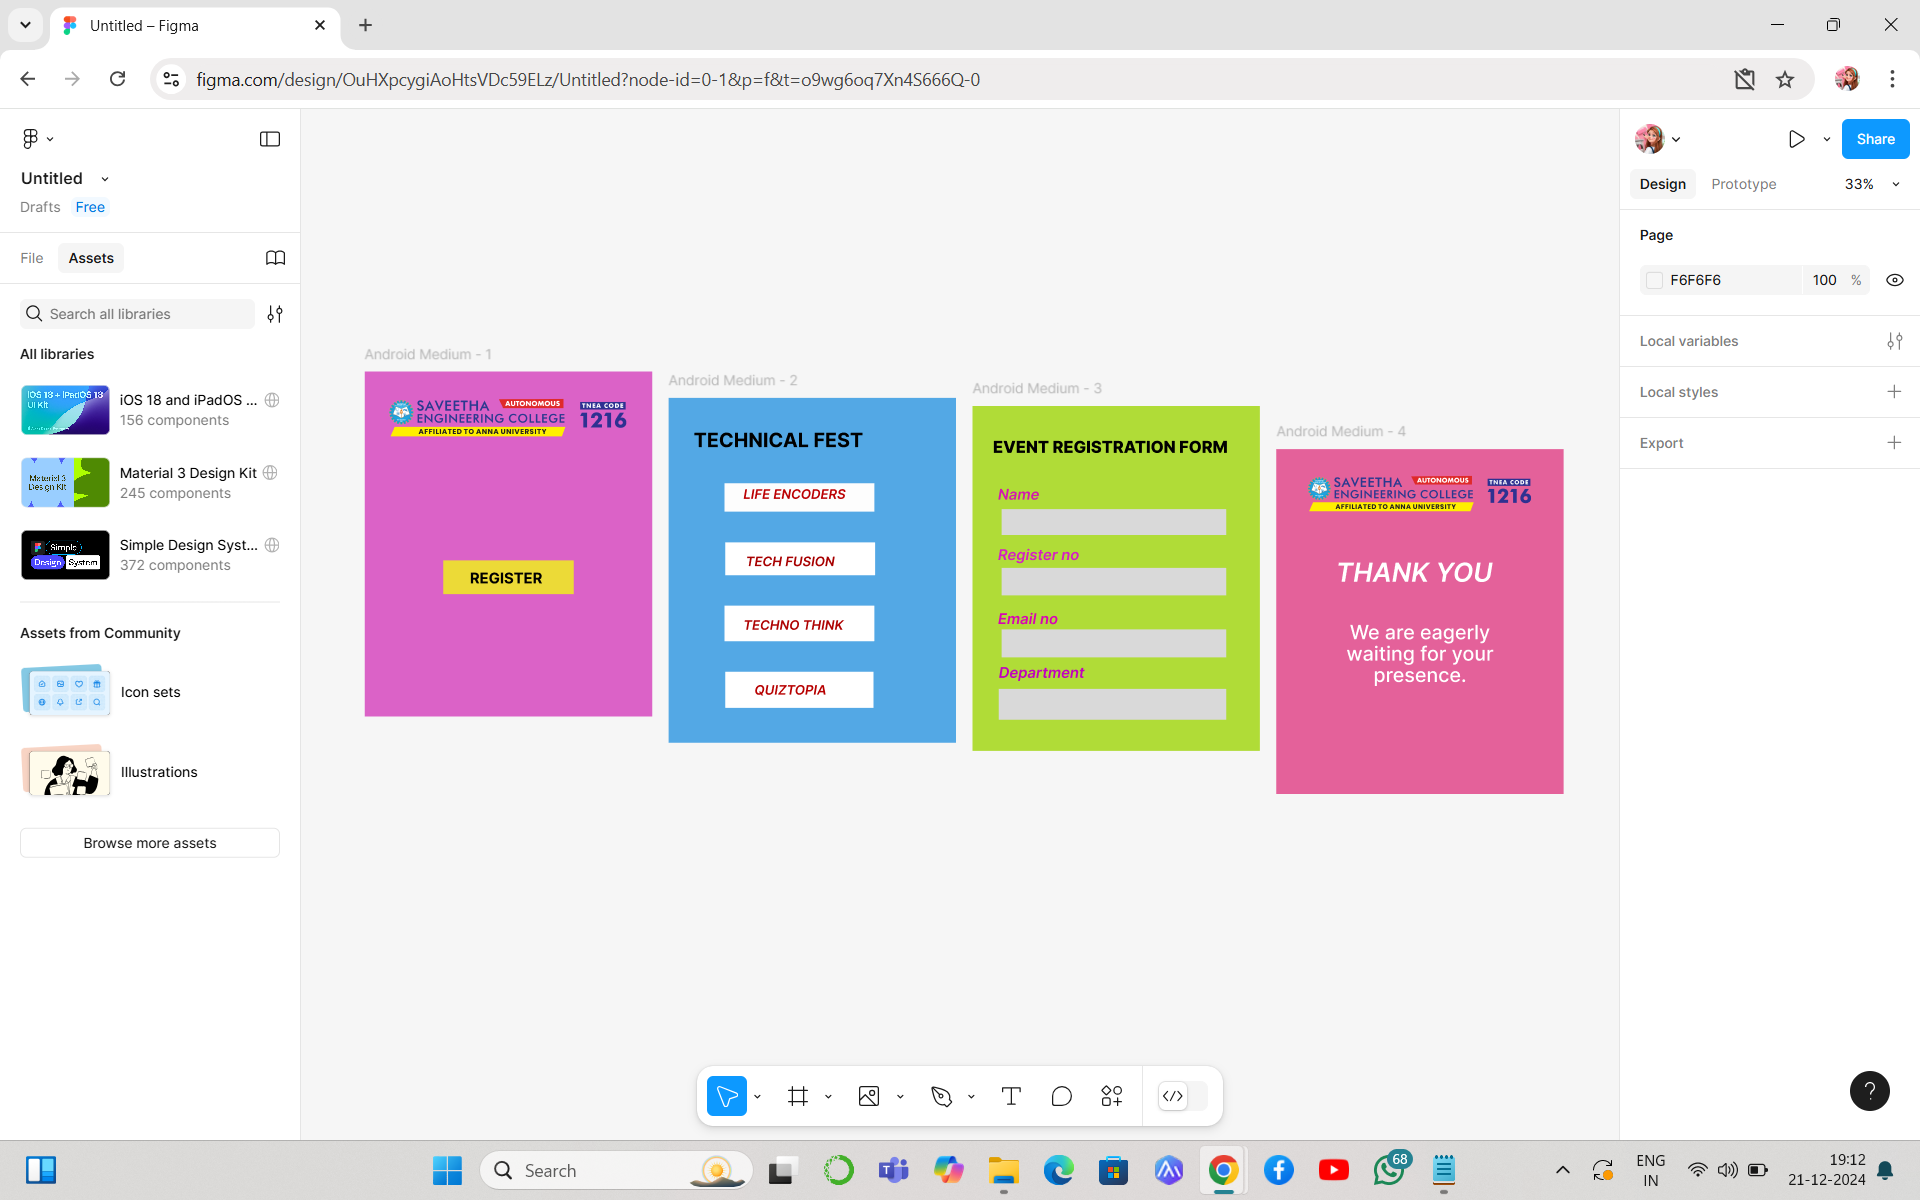 Untitled – Figma
figma.com/design/OuHXpcygiAoHtsVDc59ELz/Untitled?node-id=0-1&p=f&t=o9wg6oq7Xn4S666Q-0
Untitled
Drafts Free
File Assets
Search all libraries
All libraries
iOS 18 + iPadOS 18
UI Kit
iOS 18 and iPadOS ...
156 components
Material 3
Design Kit
Material 3 Design Kit
245 components
Simple
Design System
Simple Design Syst...
372 components
Assets from Community
Icon sets
Illustrations
Browse more assets
Android Medium - 1
SAVEETHA AUTONOMOUS
ENGINEERING COLLEGE
AFFILIATED TO ANNA UNIVERSITY
TNEA CODE
1216
REGISTER
Android Medium - 2
TECHNICAL FEST
LIFE ENCODERS
TECH FUSION
TECHNO THINK
QUIZTOPIA
Android Medium - 3
EVENT REGISTRATION FORM
Name
Register no
Email no
Department
Android Medium - 4
SAVEETHA AUTONOMOUS
ENGINEERING COLLEGE
AFFILIATED TO ANNA UNIVERSITY
TNEA CODE
1216
THANK YOU
We are eagerly
waiting for your
presence.
Share
Design Prototype 33%
Page
F6F6F6 100 %
Local variables
Local styles
Export
?
Search
68
ENG
IN
19:12
21-12-2024